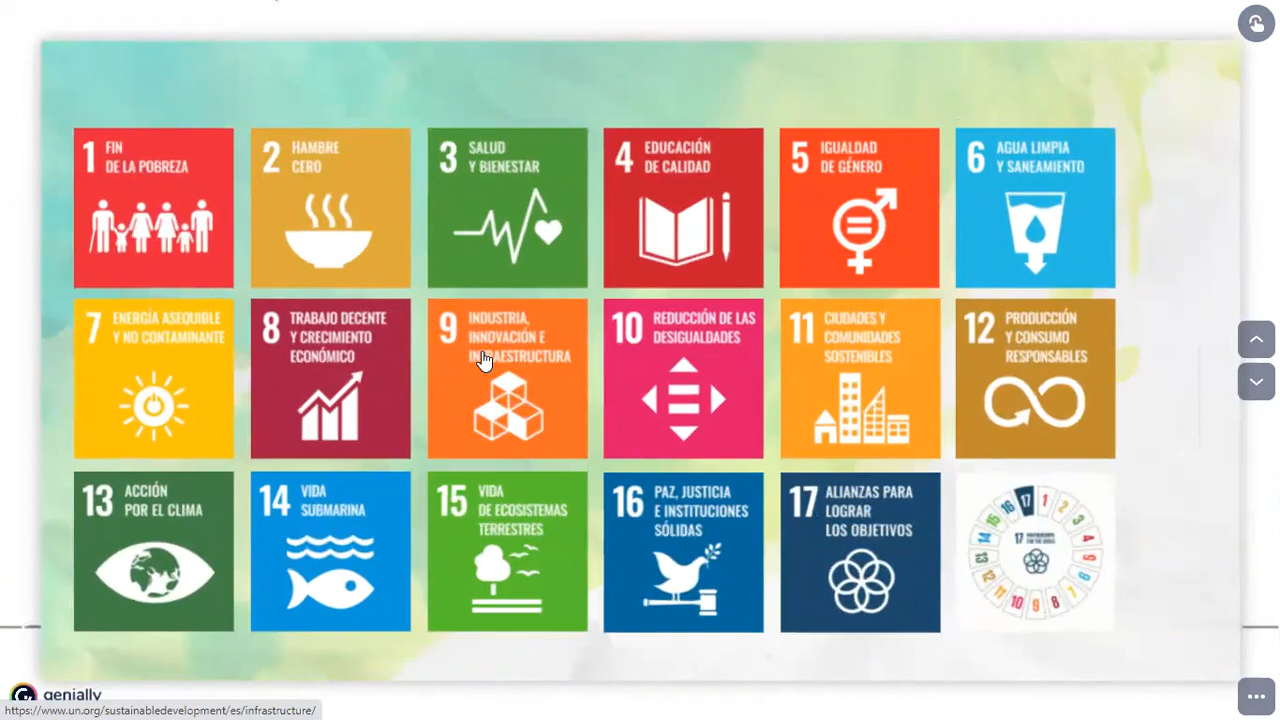 1 FIN
DE LA POBREZA
2 HAMBRE
CERO
3 SALUD
Y BIENESTAR
4 EDUCACIÓN
DE CALIDAD
5 IGUALDAD
DE GÉNERO
6 AGUA LIMPIA
Y SANEAMIENTO
7 ENERGÍA ASEQUIBLE
Y NO CONTAMINANTE
8 TRABAJO DECENTE
Y CRECIMIENTO
ECONÓMICO
9 INDUSTRIA,
INNOVACIÓN E
INFRAESTRUCTURA
10 REDUCCIÓN DE LAS
DESIGUALDADES
11 CIUDADES Y
COMUNIDADES
SOSTENIBLES
12 PRODUCCIÓN
Y CONSUMO
RESPONSABLES
13 ACCIÓN
POR EL CLIMA
14 VIDA
SUBMARINA
15 VIDA
DE ECOSISTEMAS
TERRESTRES
16 PAZ, JUSTICIA
E INSTITUCIONES
SÓLIDAS
17 ALIANZAS PARA
LOGRAR
LOS OBJETIVOS
genially
https://www.un.org/sustainabledevelopment/es/infrastructure/